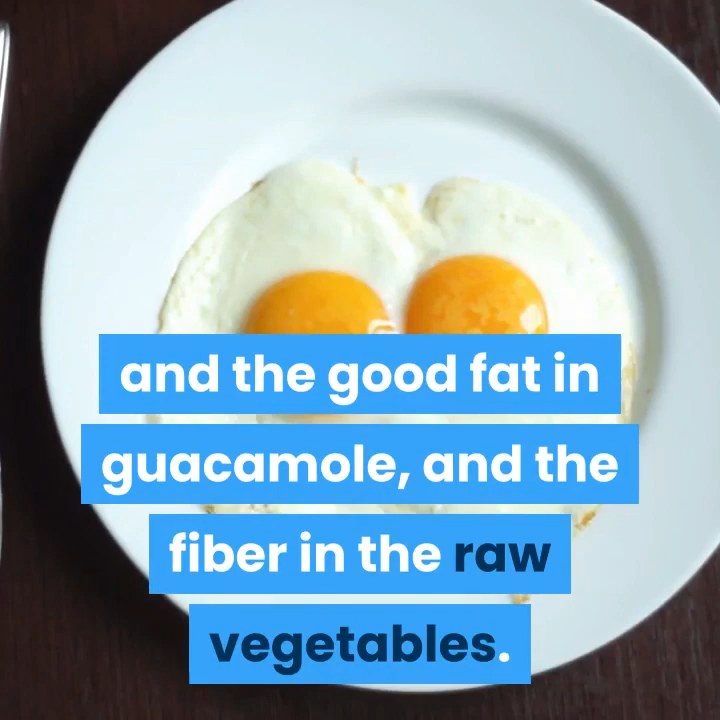 and the good fat in
guacamole, and the
fiber in the raw
vegetables.